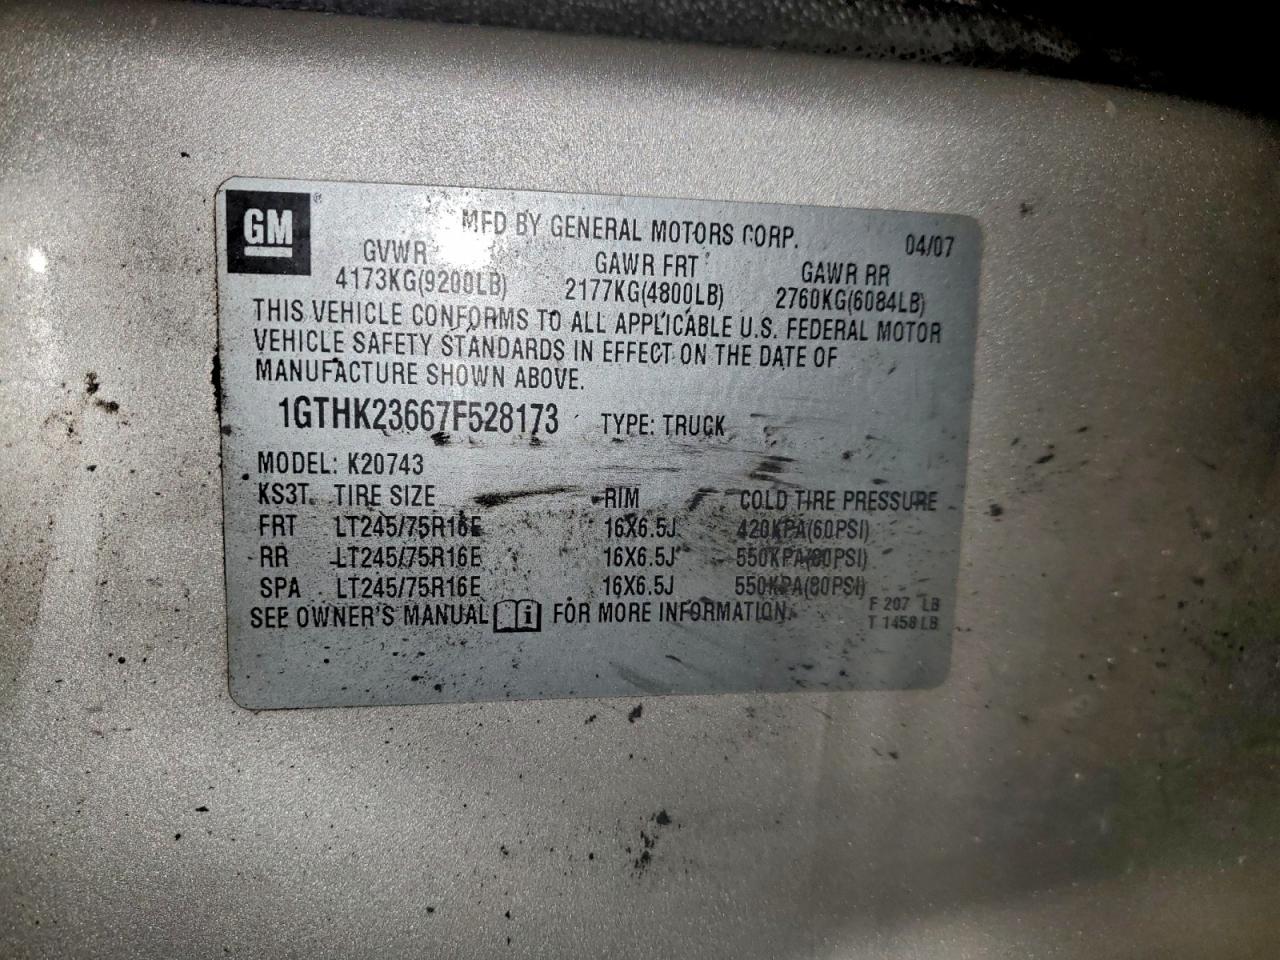 GM ®
MFD BY GENERAL MOTORS CORP. 04/07
GVWR GAWR FRT GAWR RR
4173KG(9200LB) 2177KG(4800LB) 2760KG(6084LB)
THIS VEHICLE CONFORMS TO ALL APPLICABLE U.S. FEDERAL MOTOR
VEHICLE SAFETY STANDARDS IN EFFECT ON THE DATE OF
MANUFACTURE SHOWN ABOVE.
1GTHK23667F528173 TYPE: TRUCK
MODEL: K20743
KS3T TIRE SIZE RIM COLD TIRE PRESSURE
FRT LT245/75R16E 16X6.5J 420KPA(60PSI)
RR LT245/75R16E 16X6.5J 550KPA(80PSI)
SPA LT245/75R16E 16X6.5J 550KPA(80PSI)
SEE OWNER'S MANUAL i FOR MORE INFORMATION.
F 207 LB
T 1458 LB